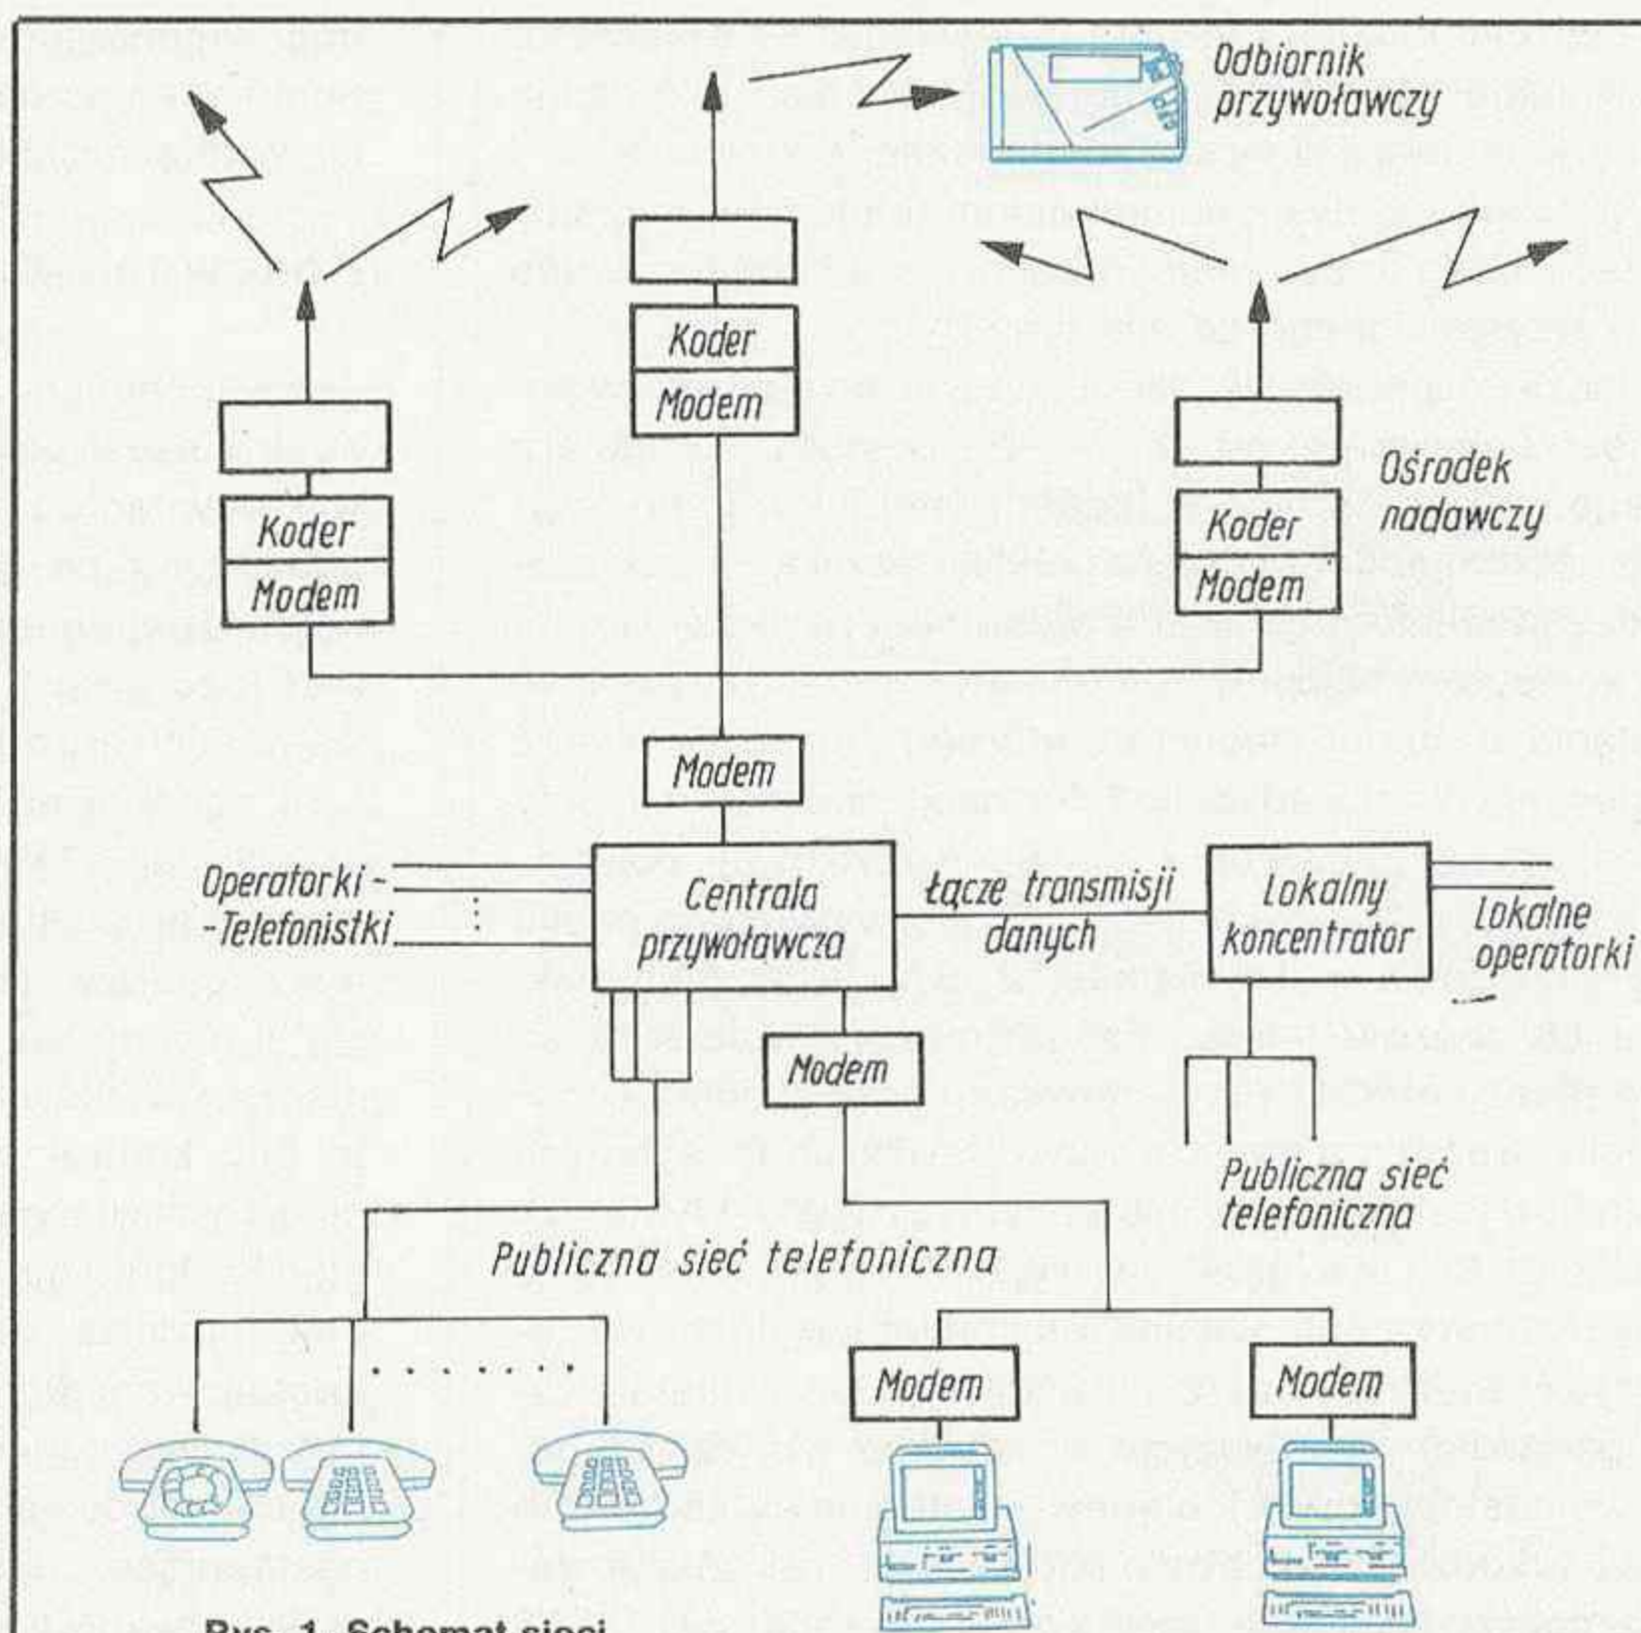 Odbiornik
przywoławczy
Koder
Modem
Koder
Modem
Koder
Modem
Ośrodek
nadawczy
Modem
Operatorki -
-Telefonistki
Centrala
przywoławcza
Łącze transmisji
danych
Lokalny
koncentrator
Lokalne
operatorki
Modem
Publiczna sieć
telefoniczna
Publiczna sieć telefoniczna
Modem
Modem
Rys. 1. Schemat sieci